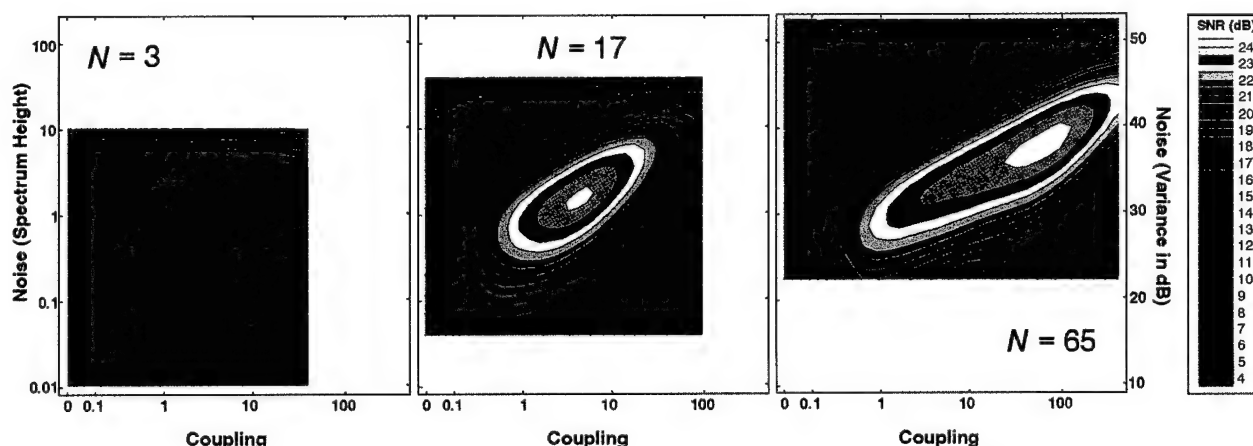 N = 3
N = 17
N = 65
Noise (Spectrum Height)
100
10
1
0.1
0.01
0 0.1 1 10 100
Coupling
0 0.1 1 10 100
Coupling
0 0.1 1 10 100
Coupling
50
40
30
20
10
Noise (Variance in dB)
SNR (dB)
24
23
22
21
20
19
18
17
16
15
14
13
12
11
10
9
8
7
6
5
4